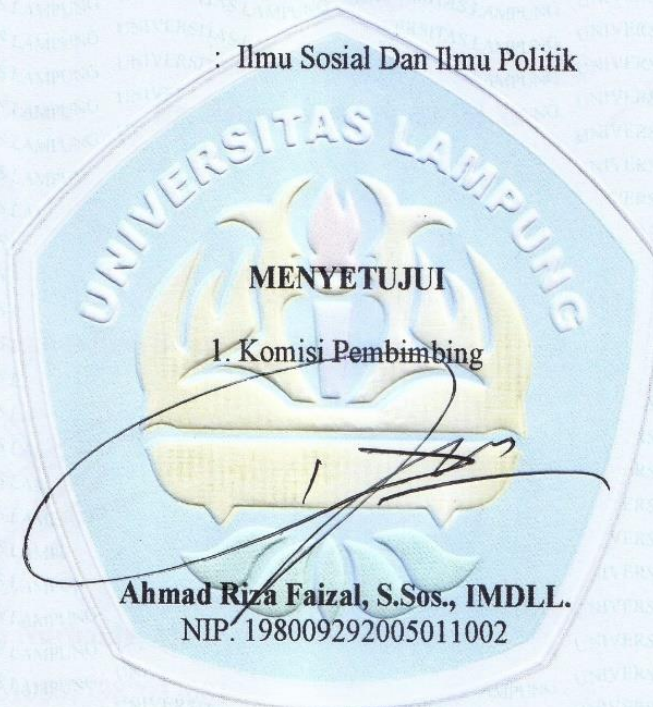 : Ilmu Sosial Dan Ilmu Politik
UNIVERSITAS LAMPUNG
MENYETUJUI
1. Komisi Pembimbing
Ahmad Riza Faizal, S.Sos., IMDLL.
NIP. 198009292005011002